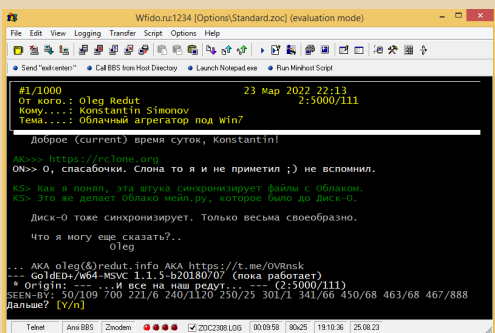 Wfido.ru:1234 [Options\Standard.zoc] (evaluation mode)
File Edit View Logging Transfer Script Options Help
Send "exit<enter>" Call BBS from Host Directory Launch Notepad.exe Run Minihost Script
#1/1000 23 Мар 2022 22:13
От кого.: Oleg Redut 2:5000/111
Кому....: Konstantin Simonov
Тема....: Облачный агрегатор под Win7
Доброе (current) время суток, Konstantin!
AK>>> https://rclone.org
ON>> О, спасабочки. Слона то я и не приметил ;) не вспомнил.
KS> Как я понял, эта штука синхронизирует файлы с Облаком.
KS> Это же делает Облако мейл.ру, которое было до Диск-О.
Диск-О тоже синхронизирует. Только весьма своеобразно.
Что я могу еще сказать?..
Oleg
... AKA oleg(&)redut.info AKA https://t.me/OVRnsk
--- GoldED+/W64-MSVC 1.1.5-b20180707 (пока работает)
* Origin: --- ...И все на наш редут... --- (2:5000/111)
SEEN-BY: 50/109 700 221/6 240/1120 250/25 301/1 341/66 450/68 463/68 467/888
Дальше? [Y/n]
Telnet Ansi BBS Zmodem ZOC2308.LOG 00:09:58 80x25 19:10:36 25.08.23